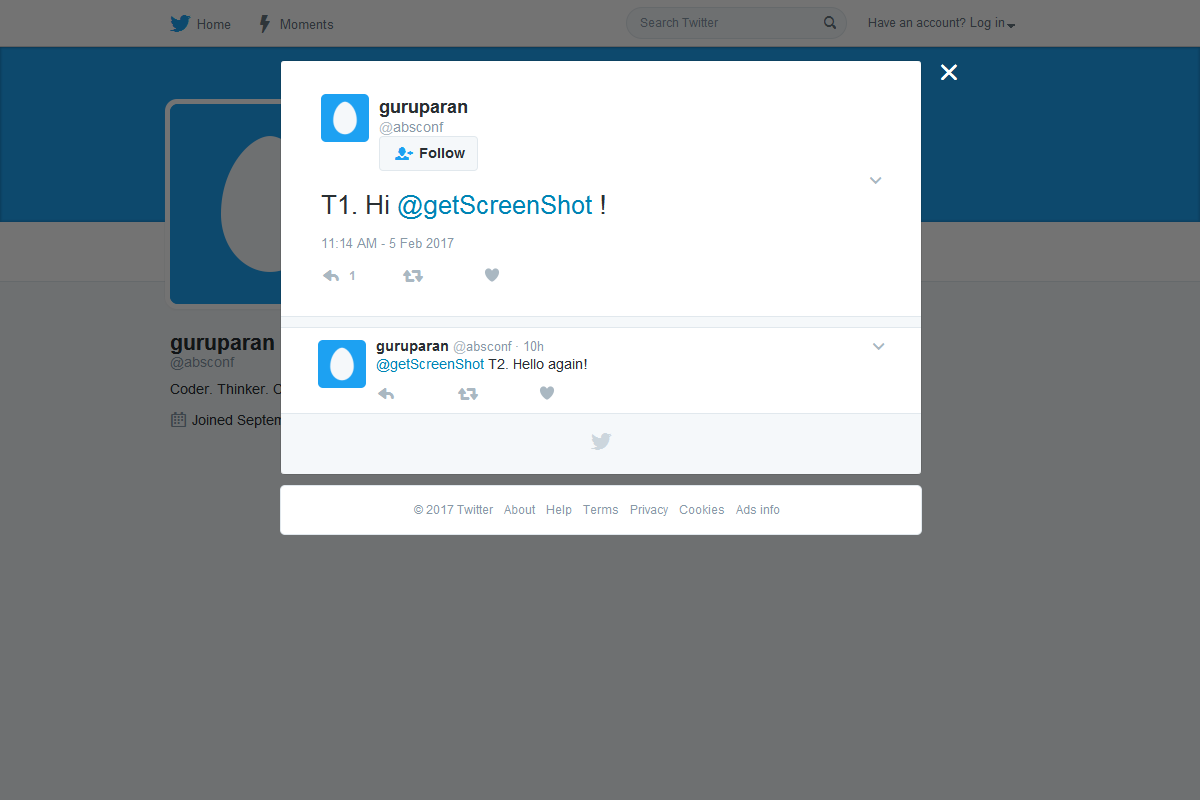 Home Moments Search Twitter Have an account? Log in
guruparan
@absconf
Follow
T1. Hi @getScreenShot !
11:14 AM - 5 Feb 2017
1
guruparan @absconf · 10h
@getScreenShot T2. Hello again!
guruparan
@absconf
Coder. Thinker.
Joined
© 2017 Twitter About Help Terms Privacy Cookies Ads info